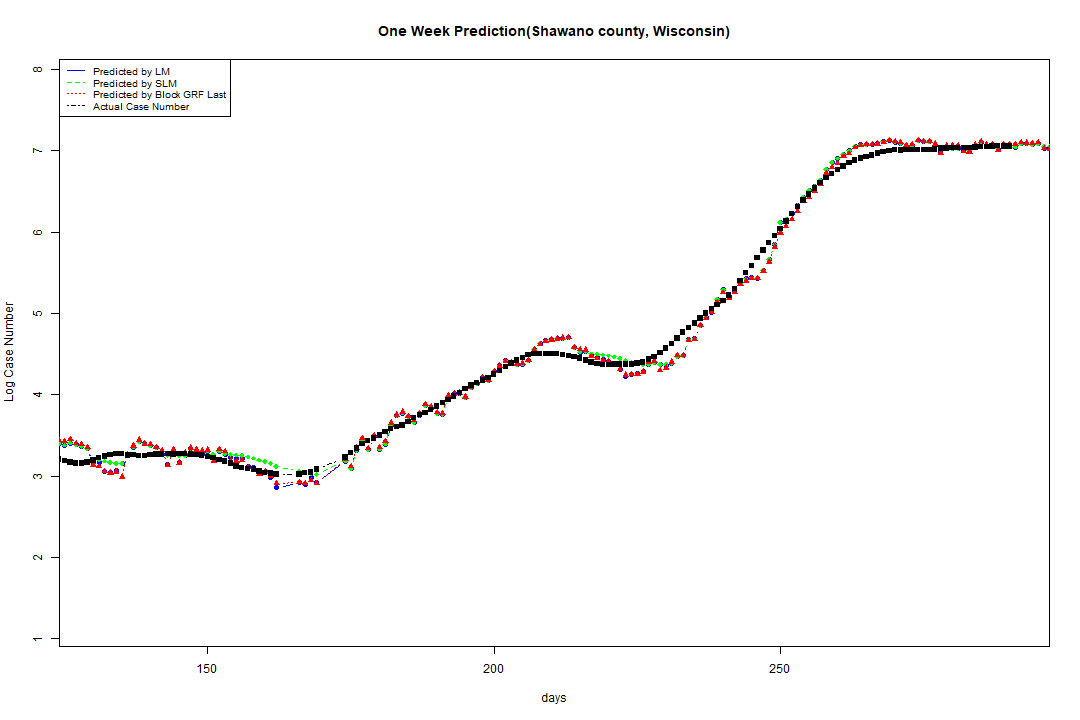 One Week Prediction(Shawano county, Wisconsin)
Predicted by LM
Predicted by SLM
Predicted by Block GRF Last
Actual Case Number
8
7
6
5
4
3
2
1
Log Case Number
150
200
250
days